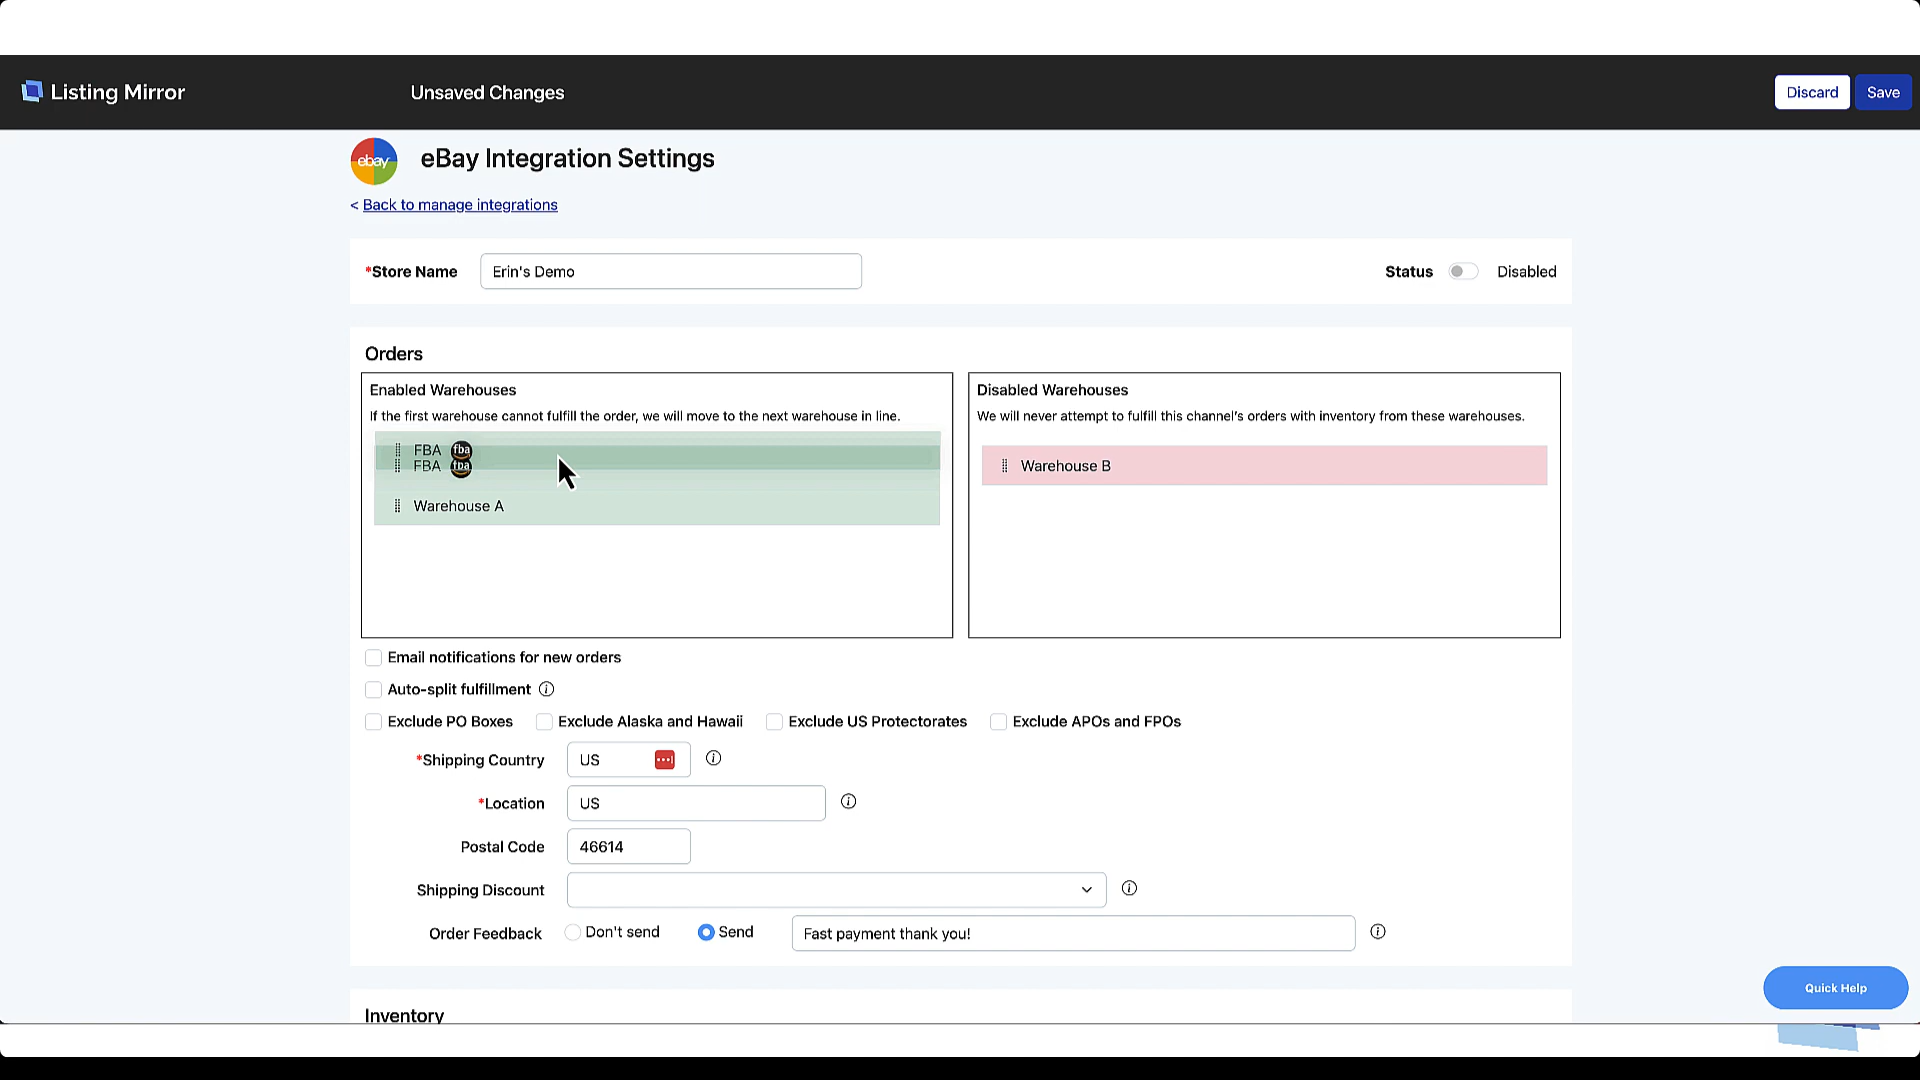 Listing Mirror
Unsaved Changes
Discard
Save
ebay
eBay Integration Settings
< Back to manage integrations
*Store Name
Erin's Demo
Status
Disabled
Orders
Enabled Warehouses
If the first warehouse cannot fulfill the order, we will move to the next warehouse in line.
FBA fba
FBA fba
Warehouse A
Disabled Warehouses
We will never attempt to fulfill this channel's orders with inventory from these warehouses.
Warehouse B
Email notifications for new orders
Auto-split fulfillment
Exclude PO Boxes
Exclude Alaska and Hawaii
Exclude US Protectorates
Exclude APOs and FPOs
*Shipping Country
US
*Location
US
Postal Code
46614
Shipping Discount
Order Feedback
Don't send
Send
Fast payment thank you!
Inventory
Quick Help